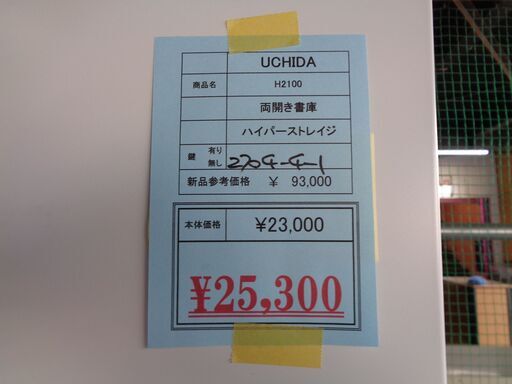 UCHIDA
商品名 H2100
両開き書庫
ハイパーストレイジ
鍵 有り 無し 2704-4-1
新品参考価格 ¥ 93,000
本体価格 ¥23,000
¥25,300